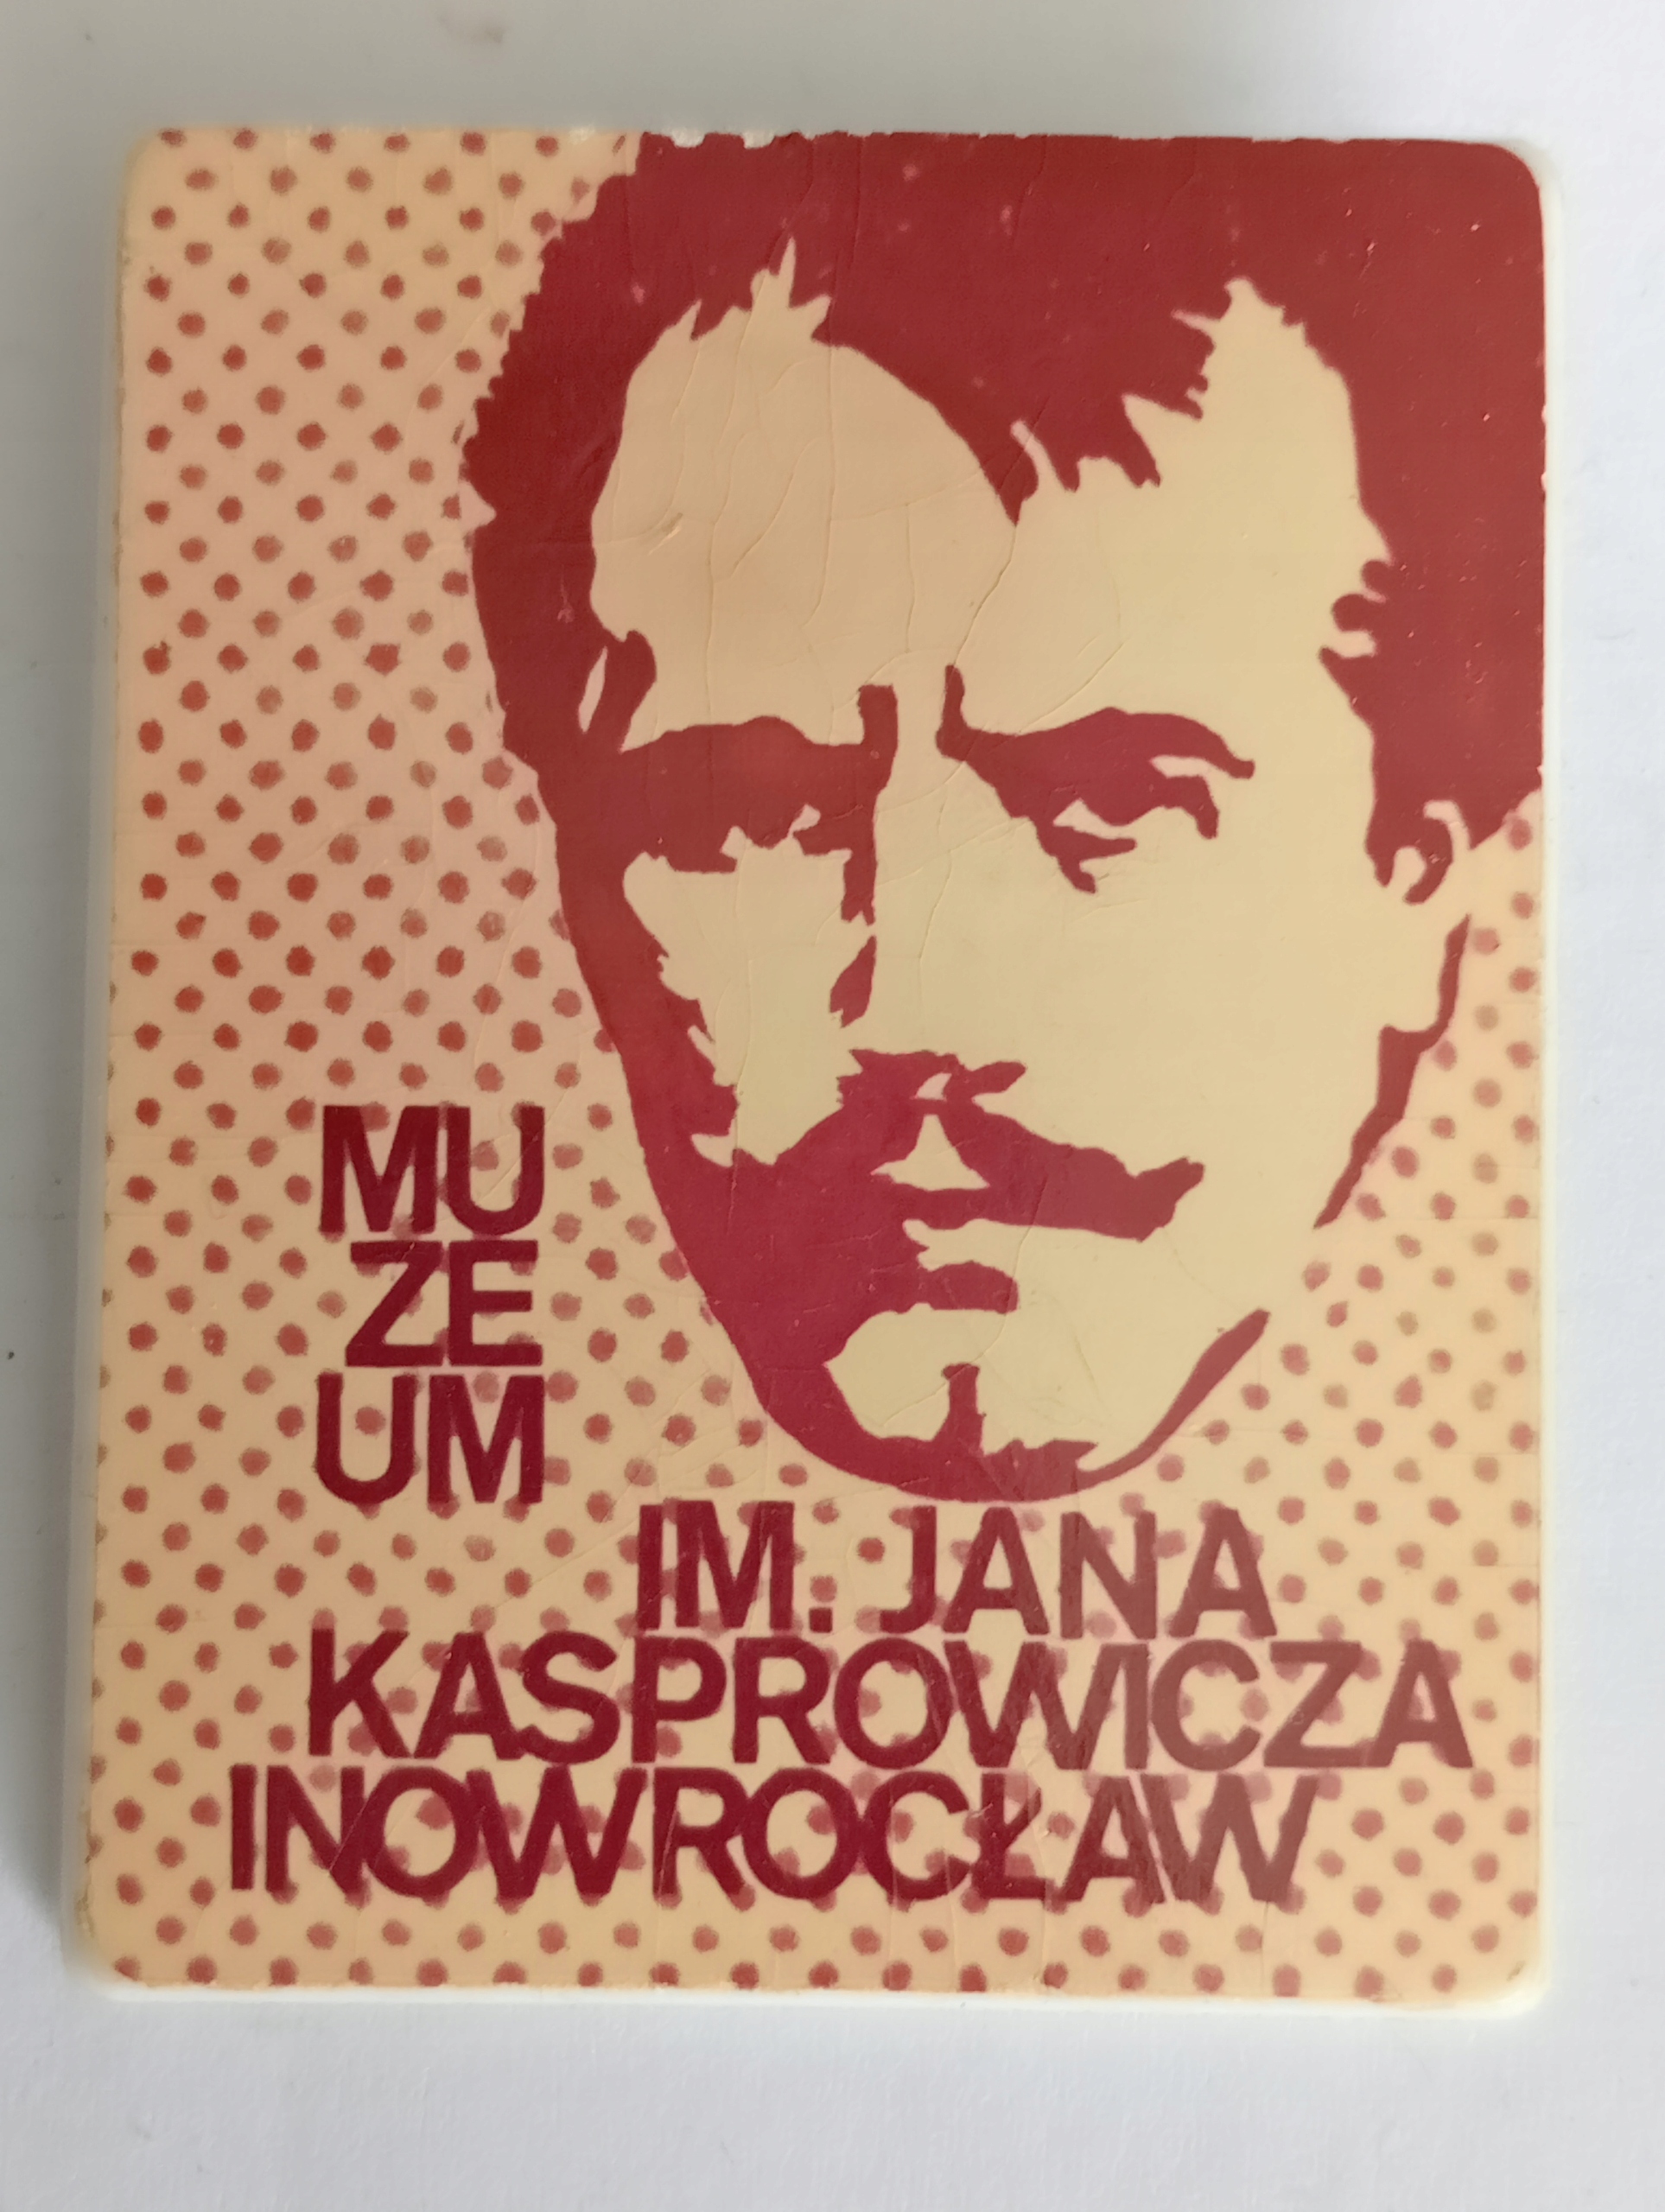 MU
ZE
UM
IM. JANA
KASPROWICZA
INOWROCŁAW